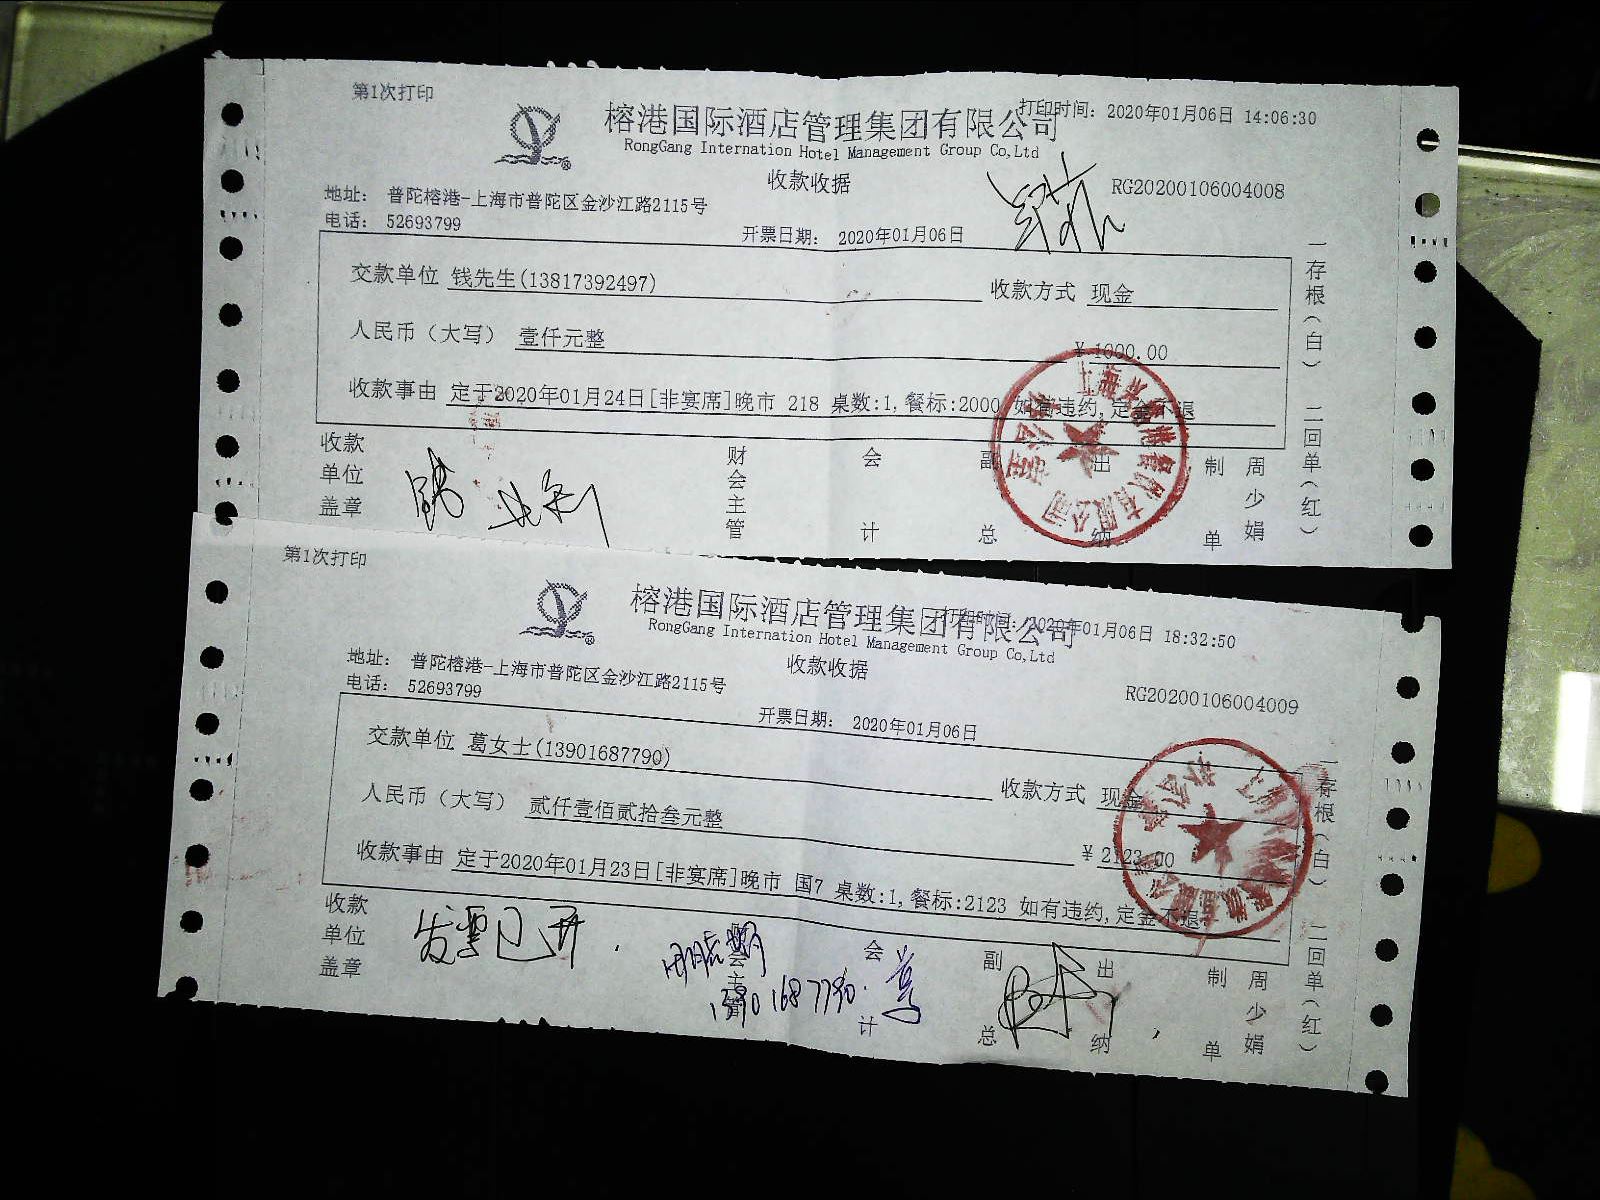 第1次打印
打印时间: 2020年01月06日 14:06:30
榕港国际酒店管理集团有限公司
RongGang Internation Hotel Management Group Co,Ltd
收款收据
RG20200106004008
地址: 普陀榕港-上海市普陀区金沙江路2115号
电话: 52693799
开票日期: 2020年01月06日
交款单位 钱先生(13817392497)
收款方式 现金
人民币（大写） 壹仟元整
¥ 1000.00
收款事由 定于2020年01月24日[非宴席]晚市 218 桌数:1,餐标:2000 如有违约,定金不退
收款单位盖章
财会主管
会计
副总
出纳
制单
周少娟
一存根(白)
二回单(红)
第1次打印
打印时间: 2020年01月06日 18:32:50
榕港国际酒店管理集团有限公司
RongGang Internation Hotel Management Group Co,Ltd
收款收据
RG20200106004009
地址: 普陀榕港-上海市普陀区金沙江路2115号
电话: 52693799
开票日期: 2020年01月06日
交款单位 葛女士(13901687790)
收款方式 现金
人民币（大写） 贰仟壹佰贰拾叁元整
¥ 2123.00
收款事由 定于2020年01月23日[非宴席]晚市 国7 桌数:1,餐标:2123 如有违约,定金不退
收款单位盖章
发票已开.
财会主管
13901687790.
会计
副总
出纳
制单
周少娟
一存根(白)
二回单(红)